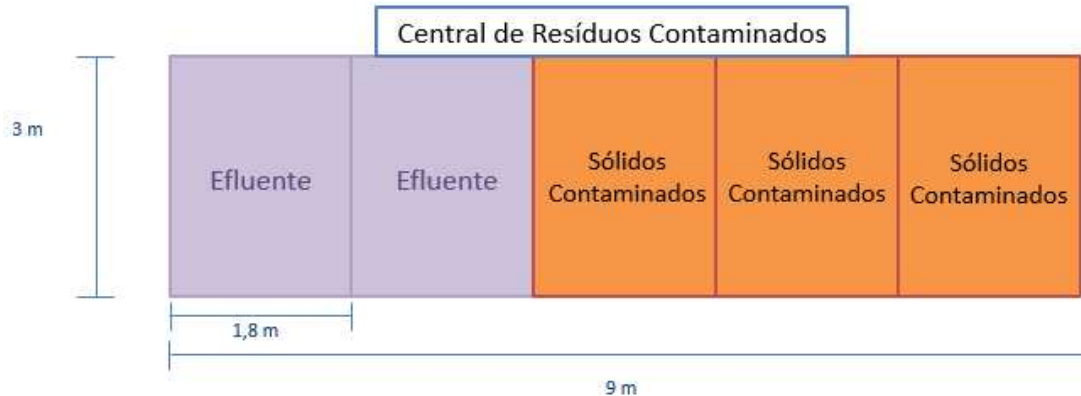 Central de Resíduos Contaminados
3 m
Efluente
Efluente
Sólidos
Contaminados
Sólidos
Contaminados
Sólidos
Contaminados
1,8 m
9 m